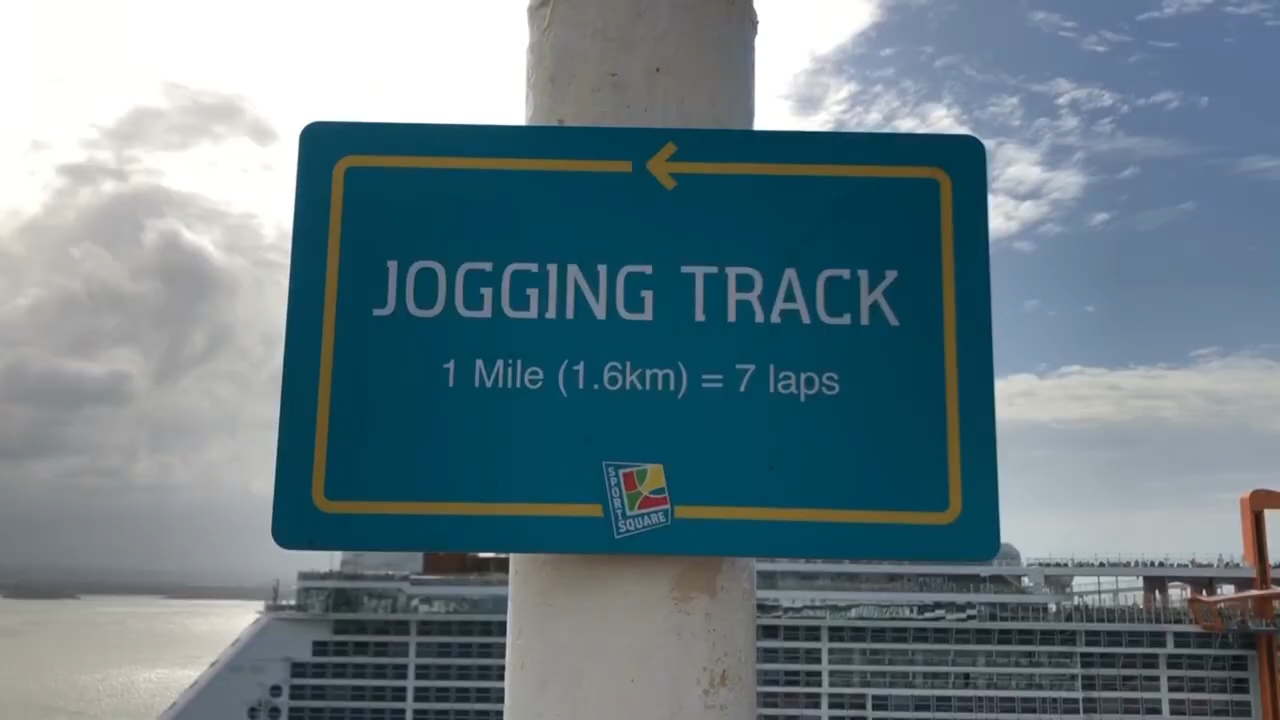 JOGGING TRACK
1 Mile (1.6km) = 7 laps
SPORT
SQUARE